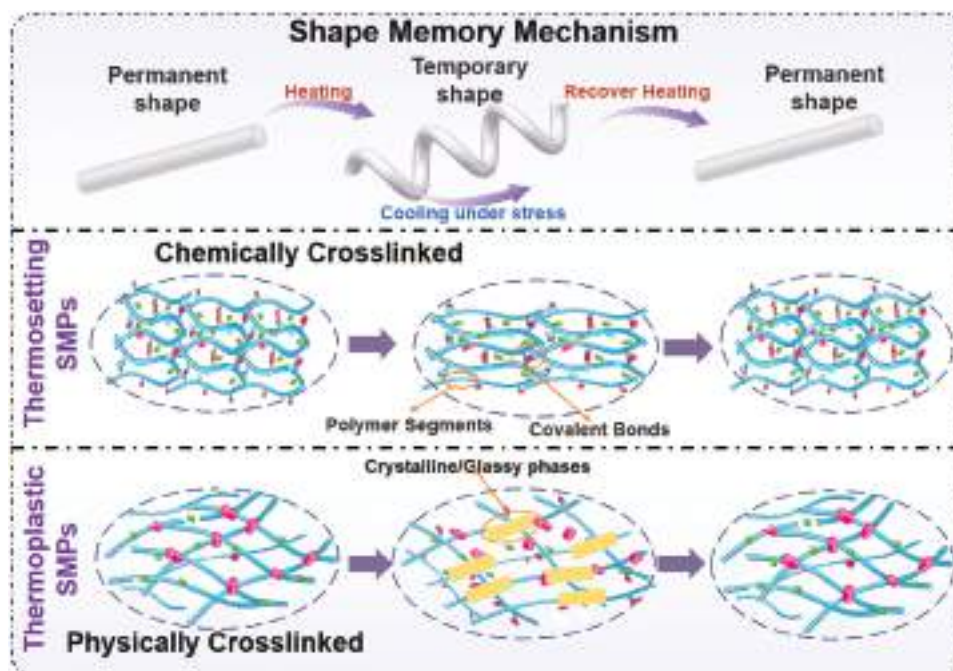 Shape Memory Mechanism
Permanent
shape
Heating
Temporary
shape
Recover Heating
Permanent
shape
Cooling under stress
Thermosetting
SMPs
Chemically Crosslinked
Polymer Segments
Covalent Bonds
Thermoplastic
SMPs
Crystalline/Glassy phases
Physically Crosslinked